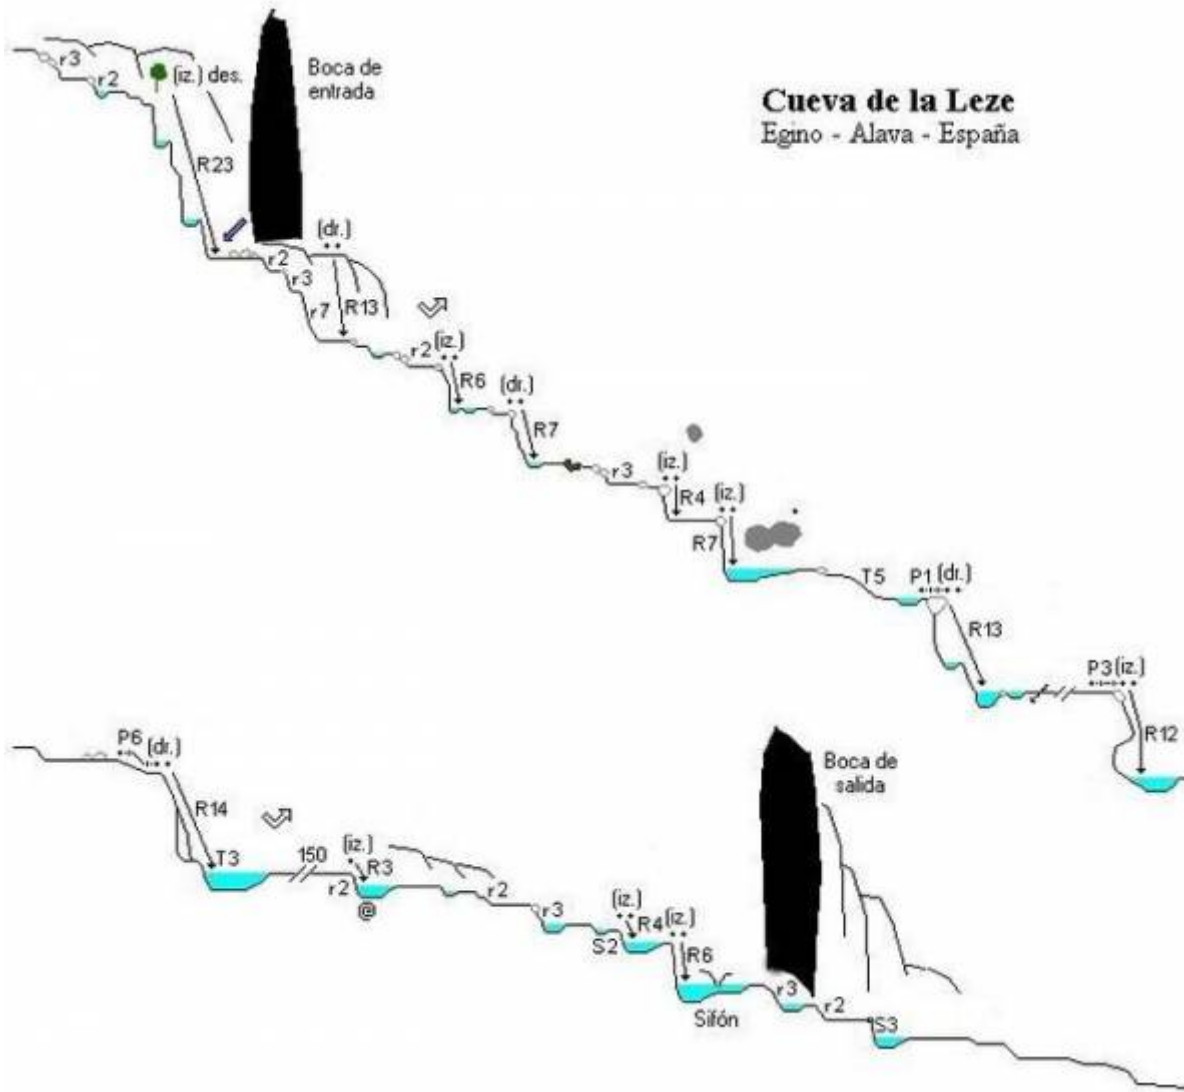 Cueva de la Leze
Egino - Alava - España
r3
r2
(iz.) des.
Boca de
entrada
R23
(dr.)
r2
r3
r7
R13
r2
(iz.)
R6
(dr.)
R7
r3
(iz.)
R4
(iz.)
R7
T5
P1
(dr.)
R13
P3
(iz.)
R12
P6
(dr.)
R14
T3
150
r2
(iz.)
R3
@
r2
r3
(iz.)
S2
R4
(iz.)
R6
Sifón
Boca de
salida
r3
r2
S3